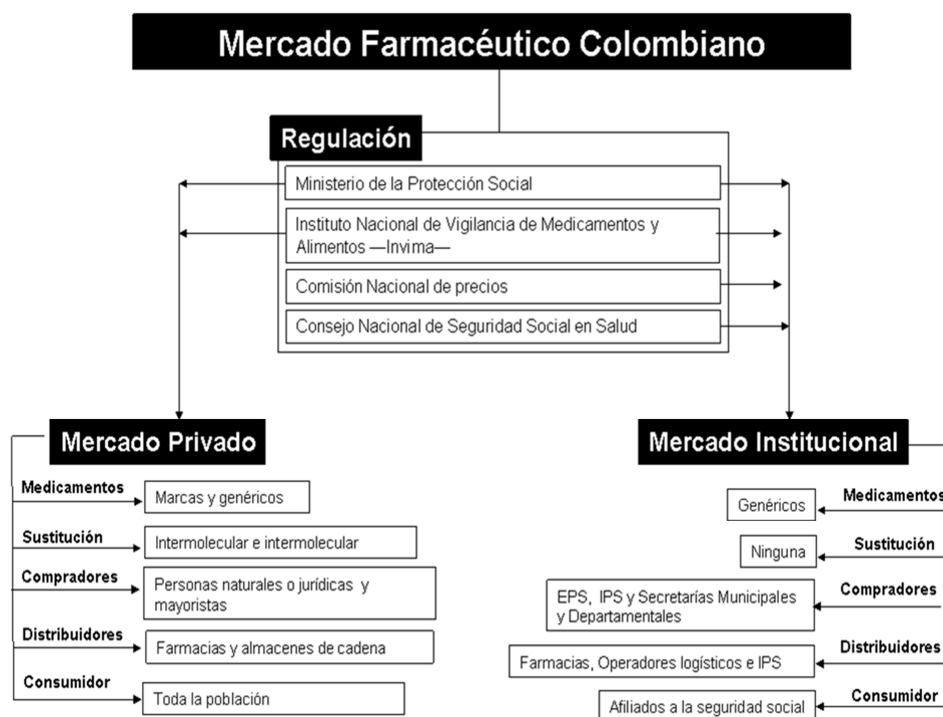 Mercado Farmacéutico Colombiano
Regulación
Ministerio de la Protección Social
Instituto Nacional de Vigilancia de Medicamentos y
Alimentos —Invima—
Comisión Nacional de precios
Consejo Nacional de Seguridad Social en Salud
Mercado Privado
Medicamentos
Marcas y genéricos
Sustitución
Intermolecular e intermolecular
Compradores
Personas naturales o jurídicas y
mayoristas
Distribuidores
Farmacias y almacenes de cadena
Consumidor
Toda la población
Mercado Institucional
Medicamentos
Genéricos
Sustitución
Ninguna
Compradores
EPS, IPS y Secretarías Municipales
y Departamentales
Distribuidores
Farmacias, Operadores logísticos e IPS
Consumidor
Afiliados a la seguridad social